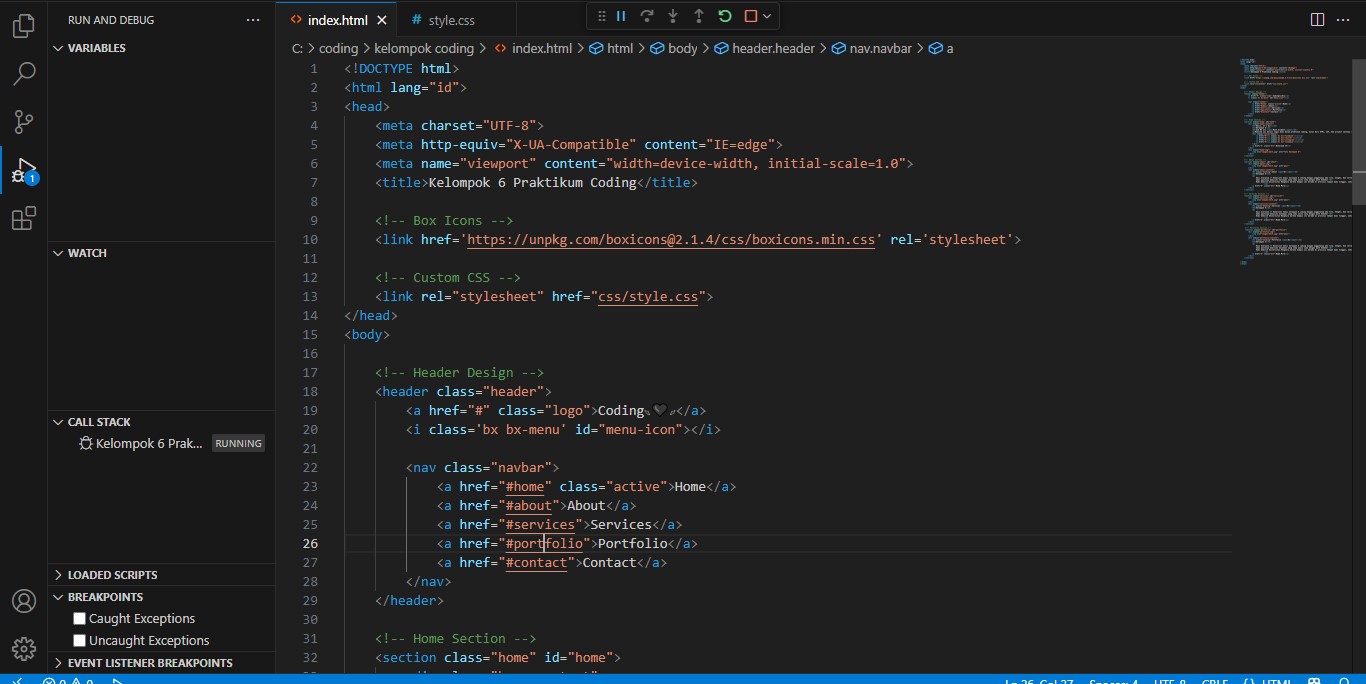 RUN AND DEBUG
VARIABLES
WATCH
CALL STACK
Kelompok 6 Prak... RUNNING
LOADED SCRIPTS
BREAKPOINTS
Caught Exceptions
Uncaught Exceptions
EVENT LISTENER BREAKPOINTS
1
index.html
style.css
C: > coding > kelompok coding > index.html > html > body > header.header > nav.navbar > a
1 <!DOCTYPE html>
2 <html lang="id">
3 <head>
4 <meta charset="UTF-8">
5 <meta http-equiv="X-UA-Compatible" content="IE=edge">
6 <meta name="viewport" content="width=device-width, initial-scale=1.0">
7 <title>Kelompok 6 Praktikum Coding</title>
8
9 <!-- Box Icons -->
10 <link href='https://unpkg.com/boxicons@2.1.4/css/boxicons.min.css' rel='stylesheet'>
11
12 <!-- Custom CSS -->
13 <link rel="stylesheet" href="css/style.css">
14 </head>
15 <body>
16
17 <!-- Header Design -->
18 <header class="header">
19 <a href="#" class="logo">Coding🖤</a>
20 <i class='bx bx-menu' id="menu-icon"></i>
21
22 <nav class="navbar">
23 <a href="#home" class="active">Home</a>
24 <a href="#about">About</a>
25 <a href="#services">Services</a>
26 <a href="#portfolio">Portfolio</a>
27 <a href="#contact">Contact</a>
28 </nav>
29 </header>
30
31 <!-- Home Section -->
32 <section class="home" id="home">
Ln 26, Col 27 Spaces: 4 UTF-8 CRLF {} HTML